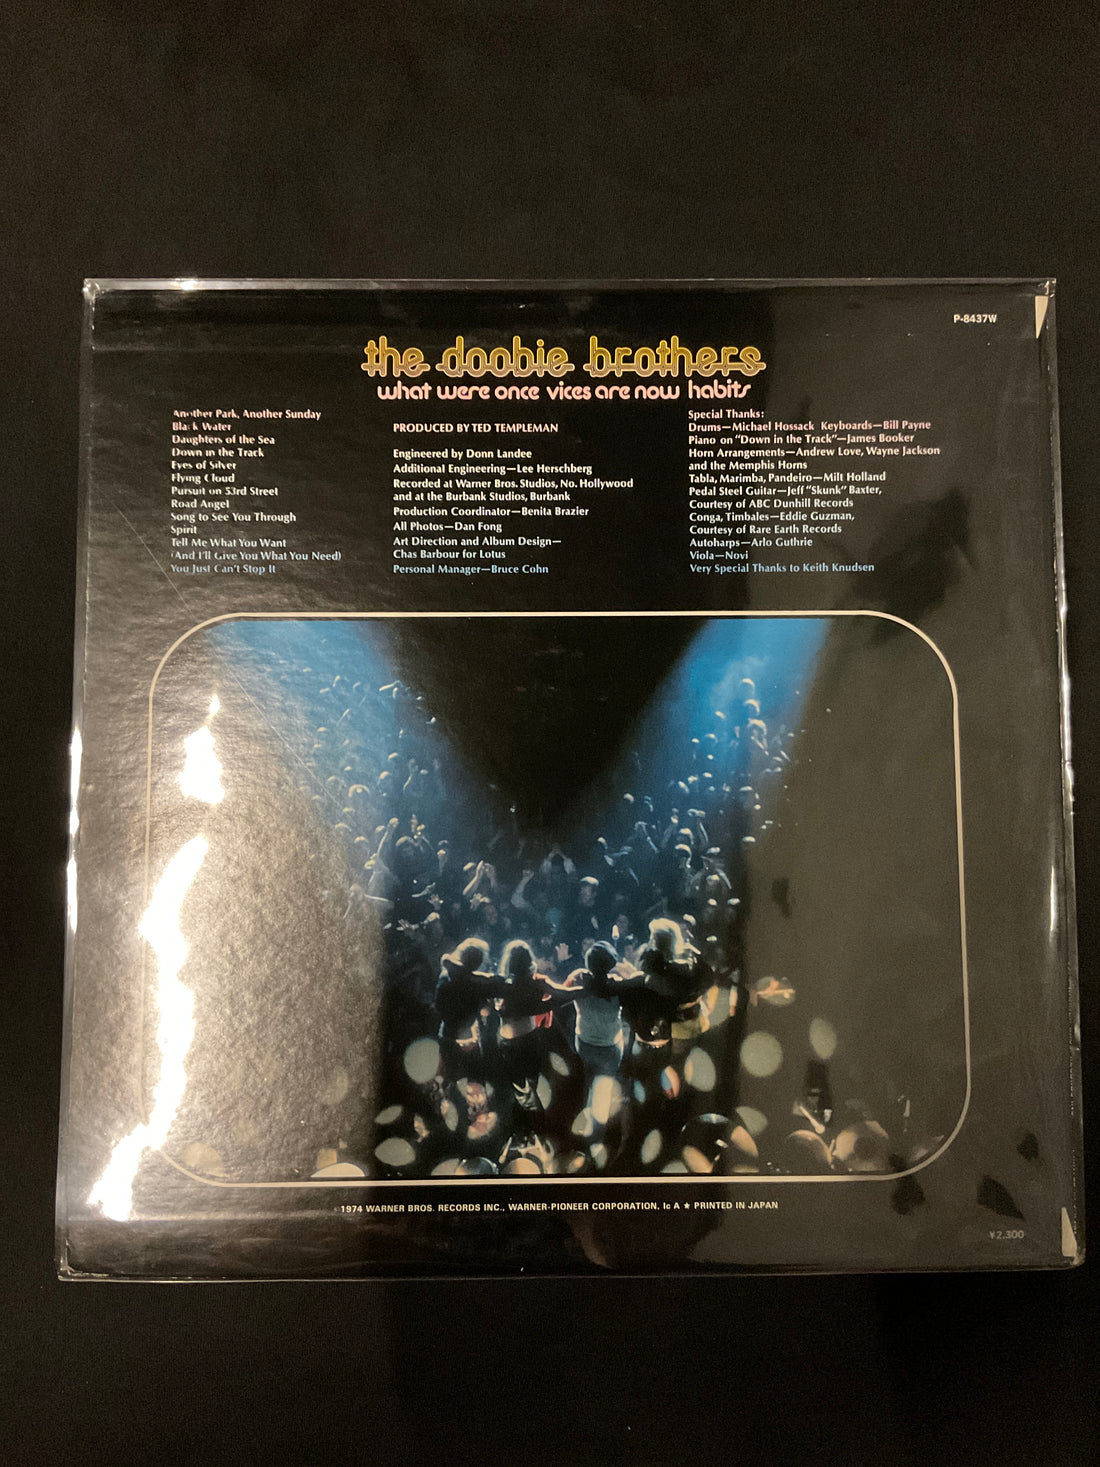 P-8437W
the doobie brothers
what were once vices are now habits
Another Park, Another Sunday
Black Water
Daughters of the Sea
Down in the Track
Eyes of Silver
Flying Cloud
Pursuit on 53rd Street
Road Angel
Song to See You Through
Spirit
Tell Me What You Want
(And I'll Give You What You Need)
You Just Can't Stop It
PRODUCED BY TED TEMPLEMAN
Engineered by Donn Landee
Additional Engineering—Lee Herschberg
Recorded at Warner Bros. Studios, No. Hollywood
and at the Burbank Studios, Burbank
Production Coordinator—Benita Brazier
All Photos—Dan Fong
Art Direction and Album Design—
Chas Barbour for Lotus
Personal Manager—Bruce Cohn
Special Thanks:
Drums—Michael Hossack Keyboards—Bill Payne
Piano on "Down in the Track"—James Booker
Horn Arrangements—Andrew Love, Wayne Jackson
and the Memphis Horns
Tabla, Marimba, Pandeiro—Milt Holland
Pedal Steel Guitar—Jeff "Skunk" Baxter,
Courtesy of ABC Dunhill Records
Conga, Timbales—Eddie Guzman,
Courtesy of Rare Earth Records
Autoharps—Arlo Guthrie
Viola—Novi
Very Special Thanks to Keith Knudsen
1974 WARNER BROS. RECORDS INC., WARNER-PIONEER CORPORATION, Ic A ★ PRINTED IN JAPAN
¥2,300